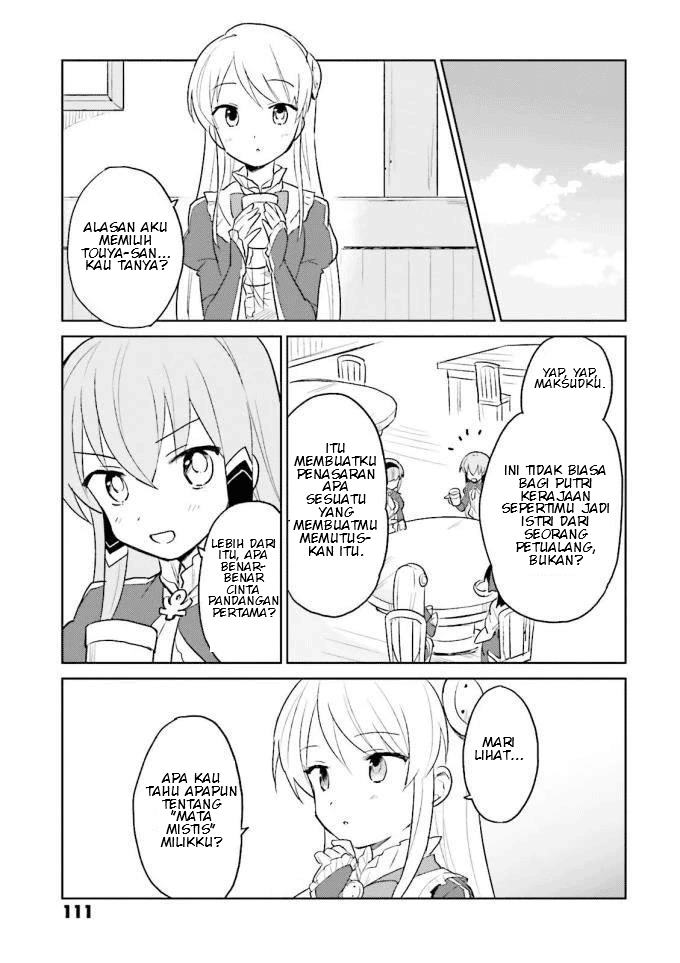 ALASAN AKU
MEMILIH
TOUYA-SAN...
KAU TANYA?
YAP, YAP,
MAKSUDKU.
INI TIDAK BIASA
BAGI PUTRI
KERAJAAN
SEPERTIMU JADI
ISTRI DARI
SEORANG
PETUALANG,
BUKAN?
ITU
MEMBUATKU
PENASARAN
APA
SESUATU
YANG
MEMBUATMU
MEMUTUS-
KAN ITU.
LEBIH DARI
ITU, APA
BENAR-
BENAR
CINTA
PANDANGAN
PERTAMA?
MARI
LIHAT...
APA KAU
TAHU APAPUN
TENTANG
"MATA
MISTIS"
MILIKKU?
111